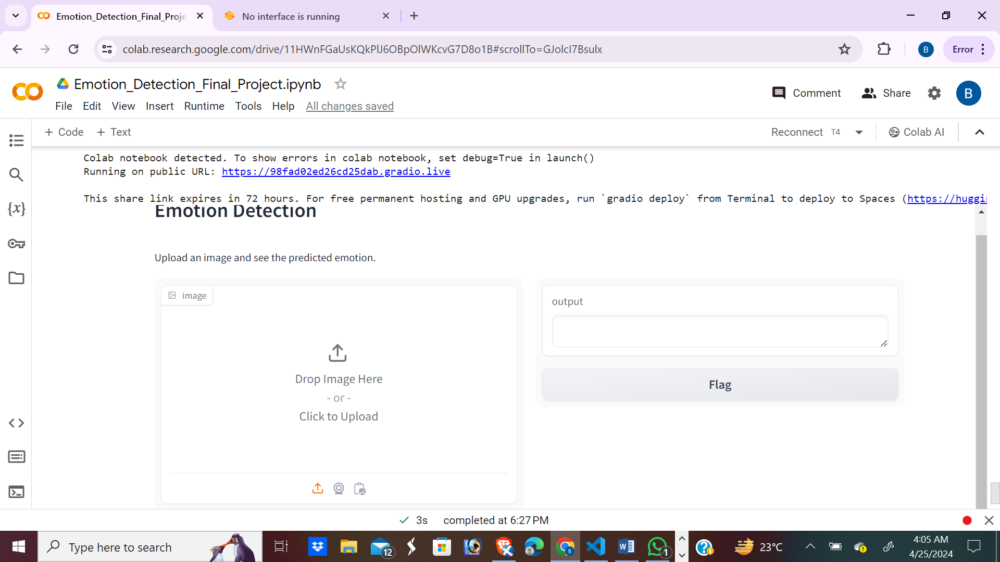 Emotion_Detection_Final_Proje
No interface is running
colab.research.google.com/drive/11HWnFGaUsKQkPlJ6OBpOlWKcvG7D8o1B#scrollTo=GJolcI7Bsulx
B
Error
Emotion_Detection_Final_Project.ipynb
Comment
Share
B
File Edit View Insert Runtime Tools Help All changes saved
+ Code + Text
Reconnect T4
Colab AI
Colab notebook detected. To show errors in colab notebook, set debug=True in launch()
Running on public URL: https://98fad02ed26cd25dab.gradio.live
This share link expires in 72 hours. For free permanent hosting and GPU upgrades, run `gradio deploy` from Terminal to deploy to Spaces (https://huggi
Emotion Detection
Upload an image and see the predicted emotion.
image
output
Drop Image Here
- or -
Click to Upload
Flag
3s completed at 6:27 PM
Type here to search
12
B
1
23°C
4:05 AM
4/25/2024